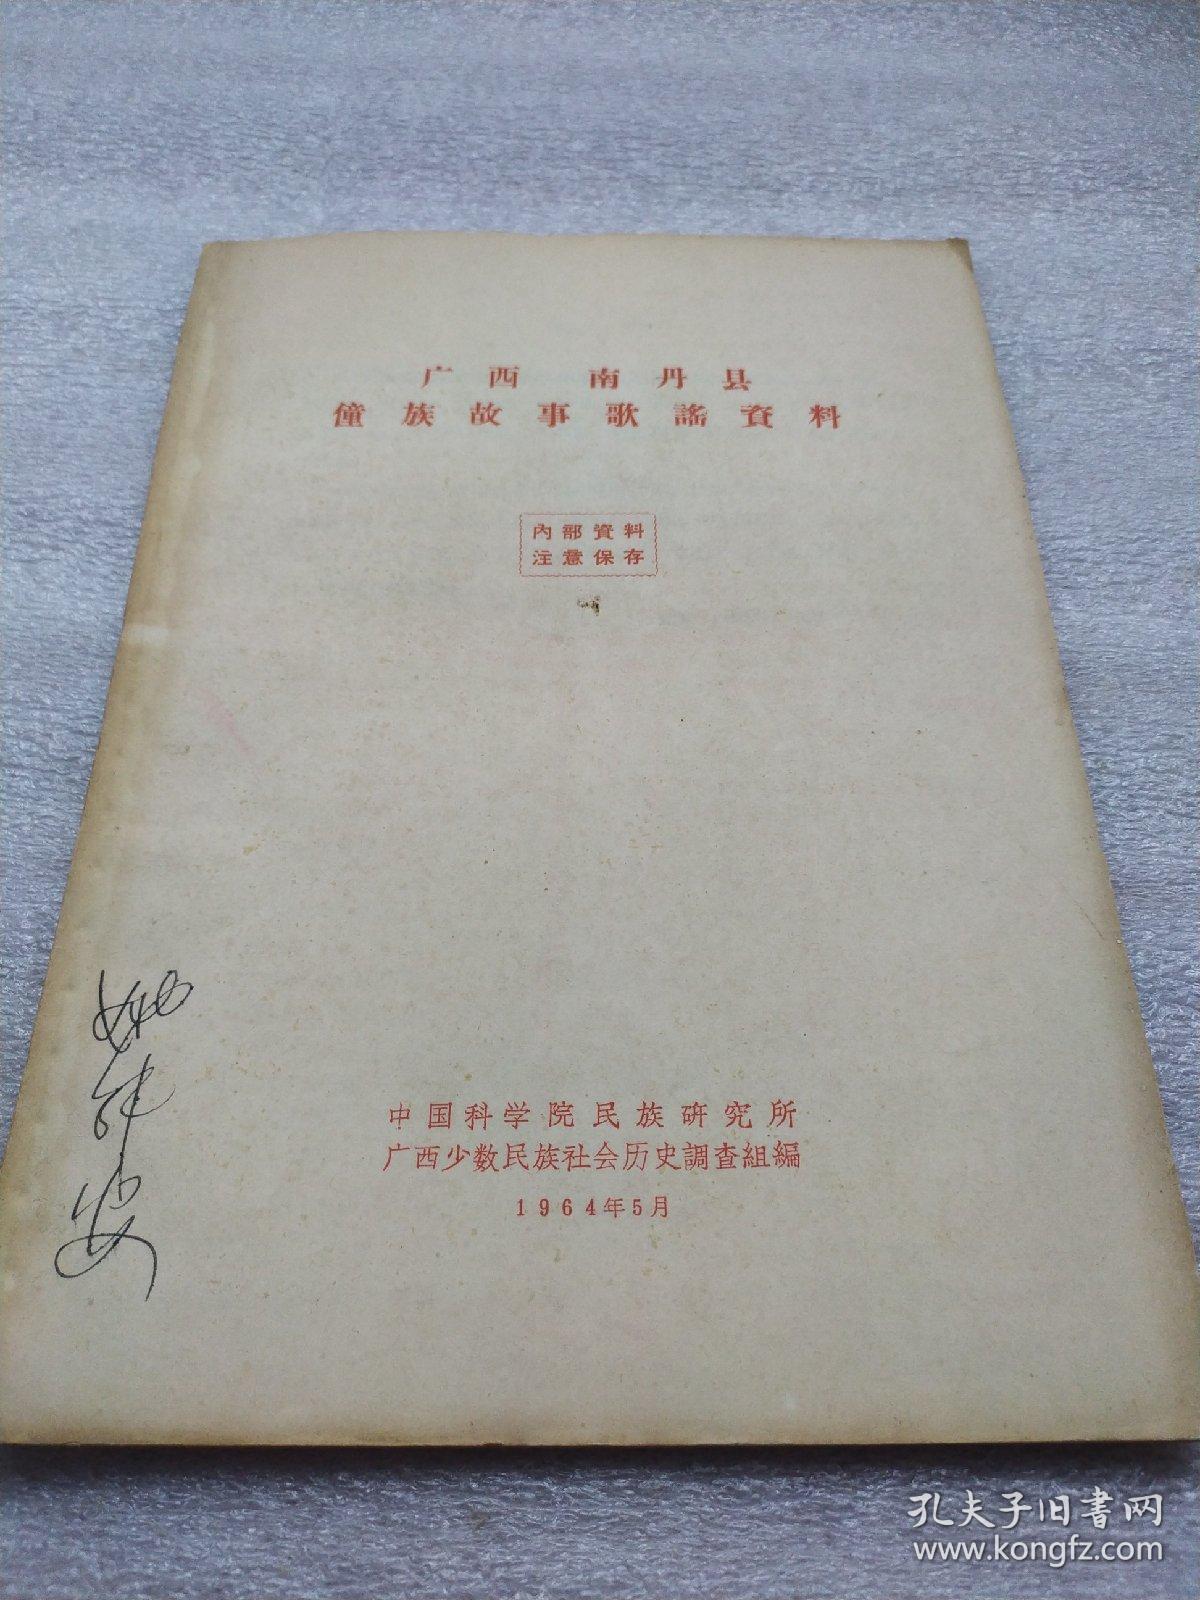 广西 南丹县
僮族故事歌謠資料
內部資料
注意保存
姚舜安
中国科学院民族研究所
广西少数民族社会历史調查組編
1964年5月
孔夫子旧书网
www.kongfz.com